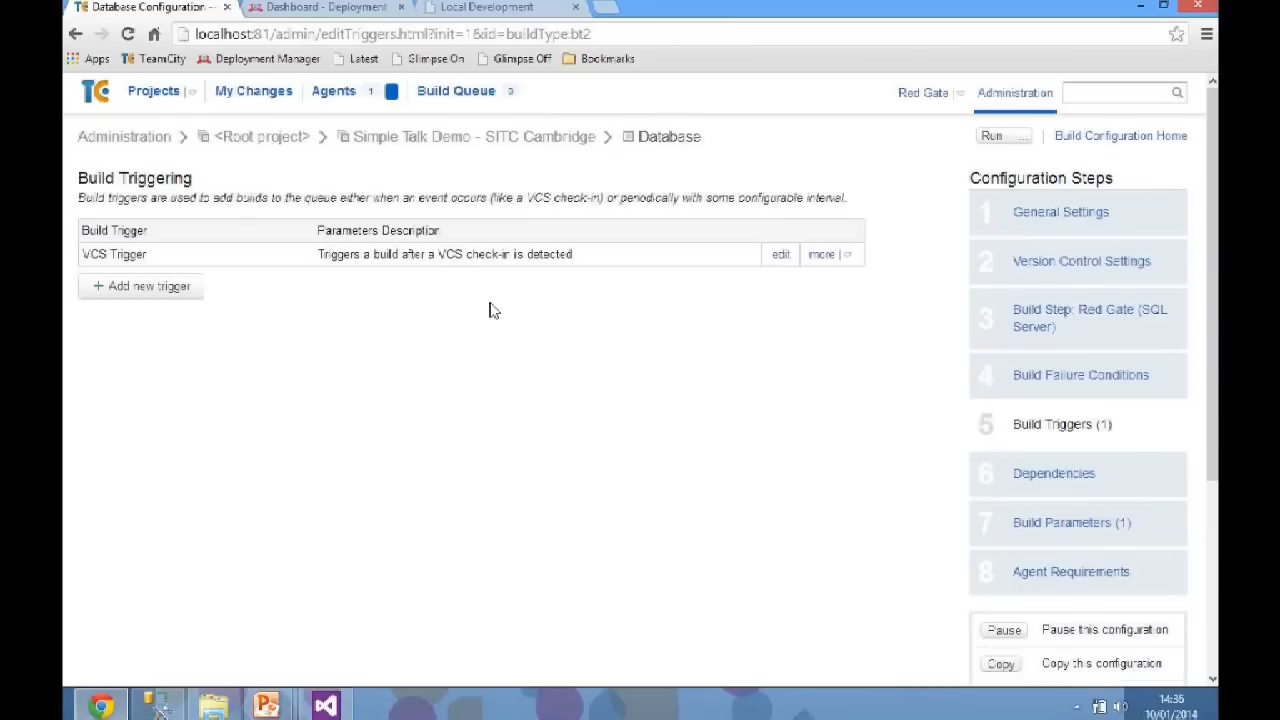 Database Configuration --
Dashboard - Deployment
Local Development
localhost:81/admin/editTriggers.html?init=1&id=buildType:bt2
Apps TeamCity Deployment Manager Latest Glimpse On Glimpse Off Bookmarks
TC Projects My Changes Agents 1 Build Queue 0
Red Gate Administration
Administration <Root project> Simple Talk Demo - SITC Cambridge Database
Run ... Build Configuration Home
Build Triggering
Build triggers are used to add builds to the queue either when an event occurs (like a VCS check-in) or periodically with some configurable interval.
Build Trigger Parameters Description
VCS Trigger Triggers a build after a VCS check-in is detected edit more
+ Add new trigger
Configuration Steps
1 General Settings
2 Version Control Settings
3 Build Step: Red Gate (SQL
Server)
4 Build Failure Conditions
5 Build Triggers (1)
6 Dependencies
7 Build Parameters (1)
8 Agent Requirements
Pause Pause this configuration
Copy Copy this configuration
14:35
10/01/2014